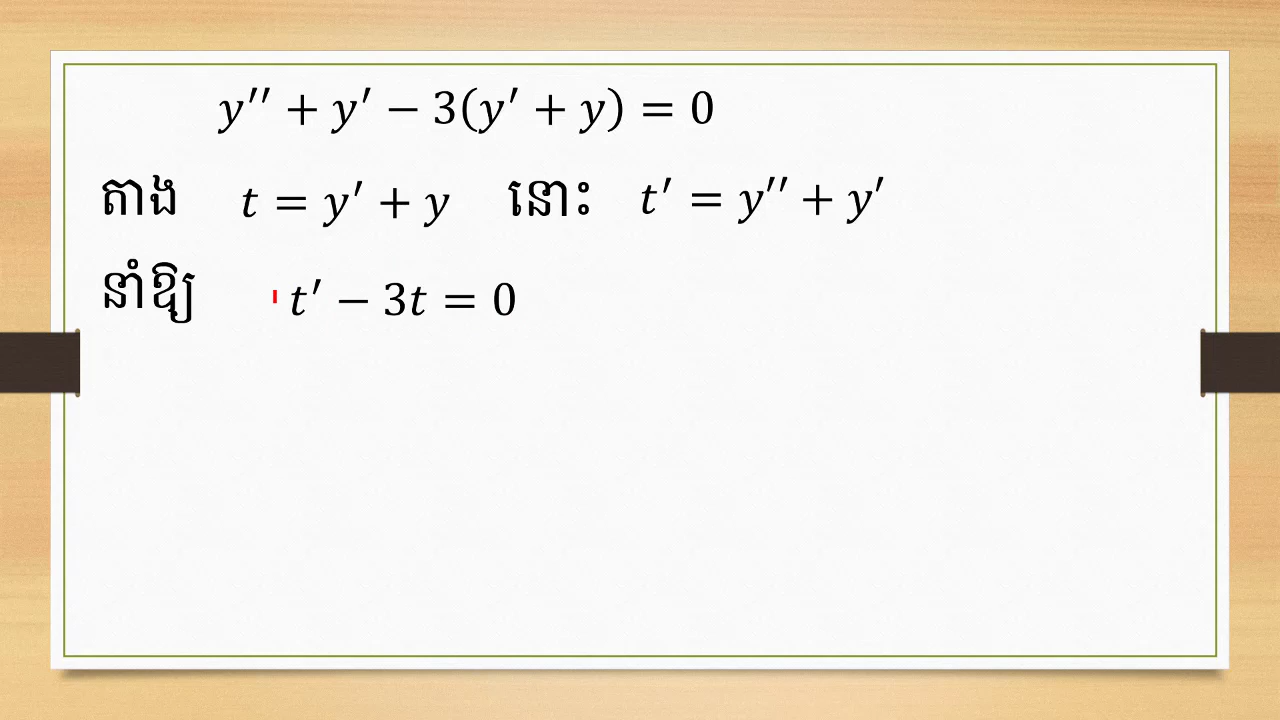 y′′ + y′ − 3(y′ + y) = 0
តាង t = y′ + y នោះ t′ = y′′ + y′
នាំឱ្យ t′ − 3t = 0